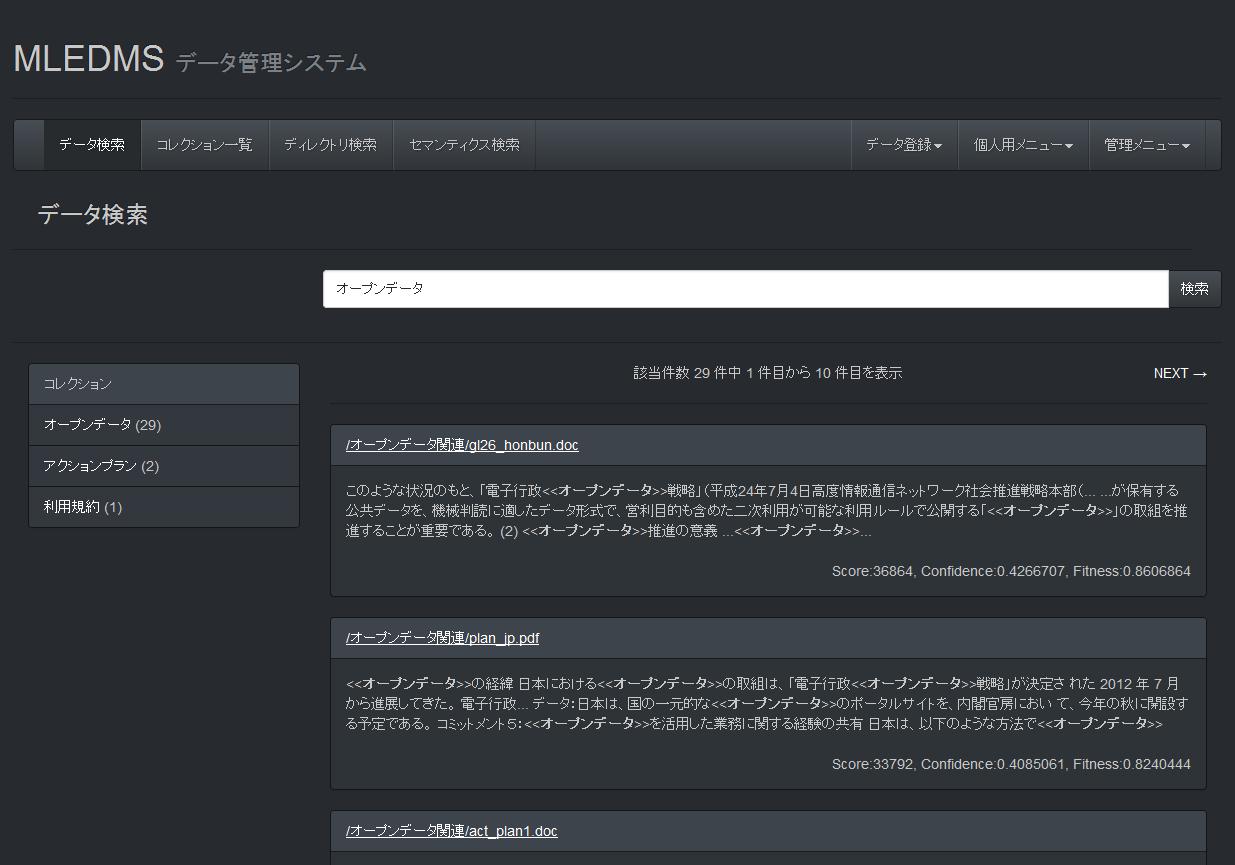 MLEDMS データ管理システム
データ検索 コレクション一覧 ディレクトリ検索 セマンティクス検索 データ登録 個人用メニュー 管理メニュー
データ検索
オープンデータ 検索
コレクション
オープンデータ (29)
アクションプラン (2)
利用規約 (1)
該当件数 29 件中 1 件目から 10 件目を表示 NEXT →
/オープンデータ関連/gl26_honbun.doc
このような状況のもと、「電子行政<<オープンデータ>>戦略」（平成24年7月4日高度情報通信ネットワーク社会推進戦略本部（... ...が保有する
公共データを、機械判読に適したデータ形式で、営利目的も含めた二次利用が可能な利用ルールで公開する「<<オープンデータ>>」の取組を推
進することが重要である。 (2) <<オープンデータ>>推進の意義 ...<<オープンデータ>>...
Score:36864, Confidence:0.4266707, Fitness:0.8606864
/オープンデータ関連/plan_jp.pdf
<<オープンデータ>>の経緯 日本における<<オープンデータ>>の取組は、「電子行政<<オープンデータ>>戦略」が決定さ れた 2012 年 7 月
から進展してきた。 電子行政... データ：日本は、国の一元的な<<オープンデータ>>のポータルサイトを、内閣官房におい て、今年の秋に開設す
る予定である。 コミットメント５：<<オープンデータ>>を活用した業務に関する経験の共有 日本は、以下のような方法で<<オープンデータ>>
Score:33792, Confidence:0.4085061, Fitness:0.8240444
/オープンデータ関連/act_plan1.doc